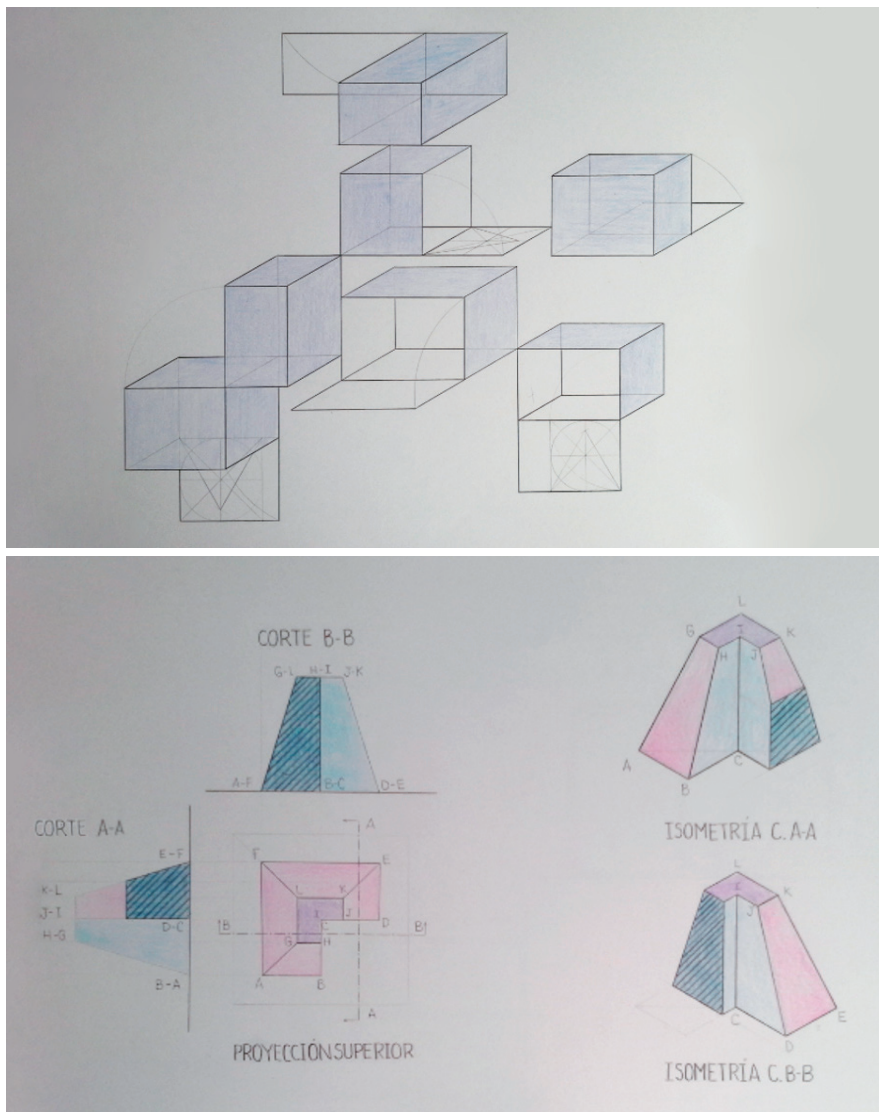 CORTE B-B
G-L H-I J-K
A-F B-C D-E
CORTE A-A
E-F
K-L
J-I
H-G
D-C
B-A
A
F
E
L
K
I
J
C
D
B
B
G
H
A
B
A
PROYECCIÓN SUPERIOR
L
G
I
K
H
J
A
C
B
ISOMETRÍA C. A-A
L
I
K
J
C
E
D
ISOMETRÍA C. B-B